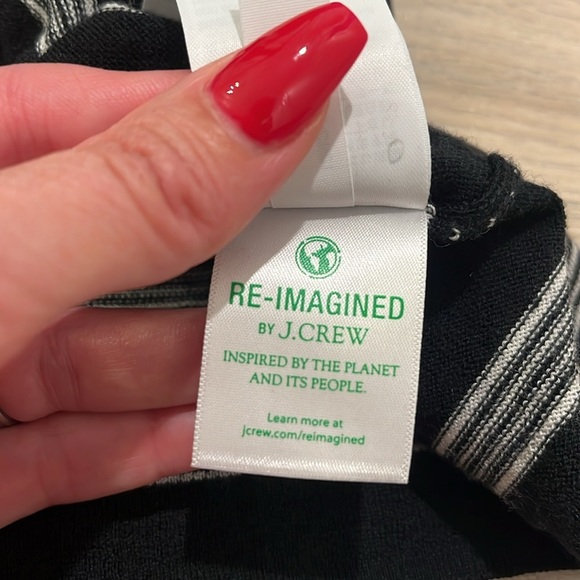 RE-IMAGINED
BY J.CREW
INSPIRED BY THE PLANET
AND ITS PEOPLE.
Learn more at
jcrew.com/reimagined